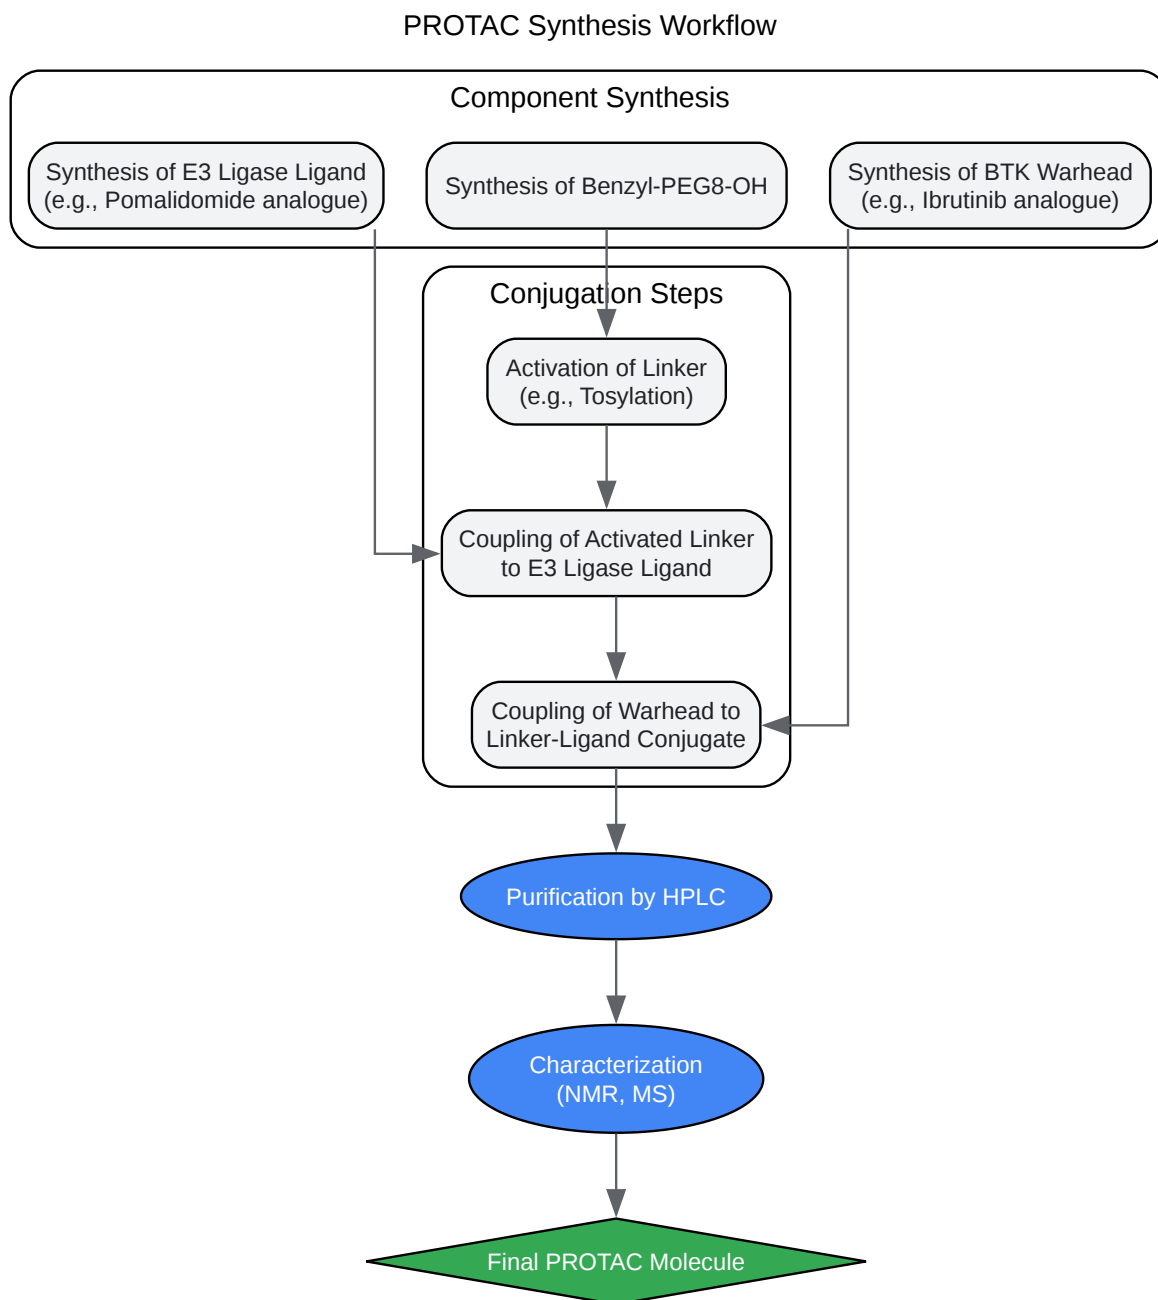 PROTAC Synthesis Workflow
Component Synthesis
Synthesis of E3 Ligase Ligand
(e.g., Pomalidomide analogue)
Synthesis of Benzyl-PEG8-OH
Synthesis of BTK Warhead
(e.g., Ibrutinib analogue)
Conjugation Steps
Activation of Linker
(e.g., Tosylation)
Coupling of Activated Linker
to E3 Ligase Ligand
Coupling of Warhead to
Linker-Ligand Conjugate
Purification by HPLC
Characterization
(NMR, MS)
Final PROTAC Molecule